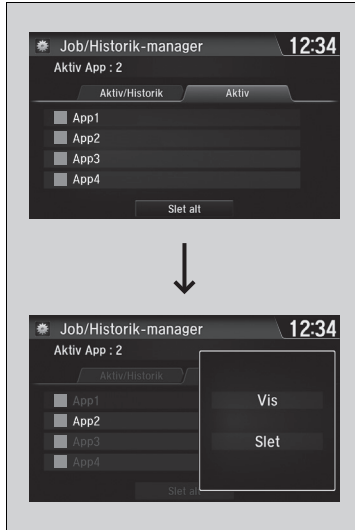 Job/Historik-manager 12:34
Aktiv App : 2
Aktiv/Historik Aktiv
App1
App2
App3
App4
Slet alt
Job/Historik-manager 12:34
Aktiv App : 2
Aktiv/Historik
App1 Vis
App2
App3 Slet
App4
Slet alt